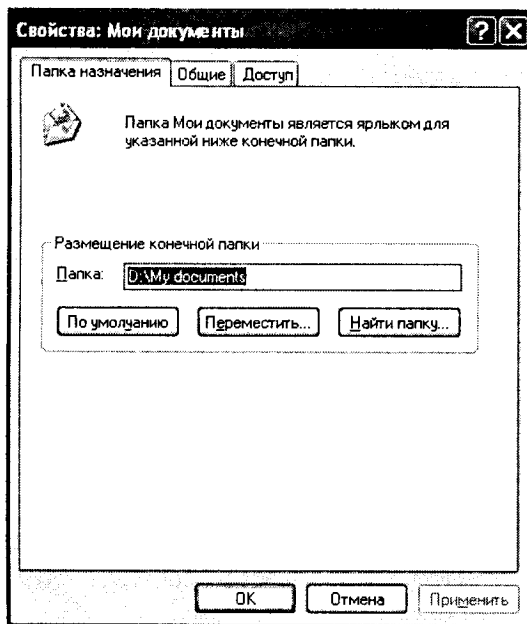 Свойства: Мои документы
Папка назначения Общие Доступ
Папка Мои документы является ярлыком для
указанной ниже конечной папки.
Размещение конечной папки
Папка: D:\My documents
По умолчанию Переместить... Найти папку...
OK Отмена Применить